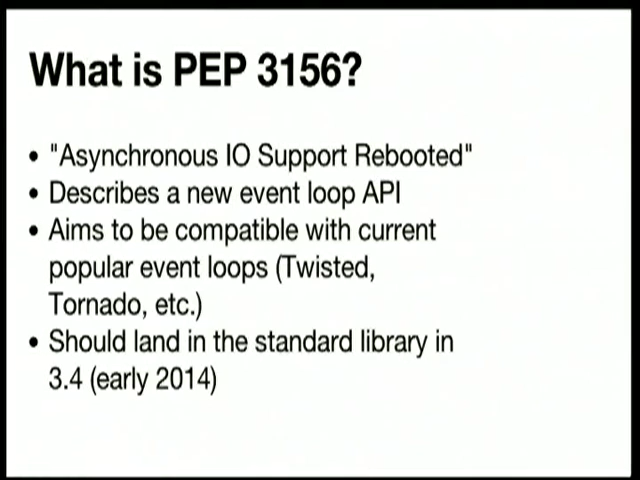 What is PEP 3156?
• "Asynchronous IO Support Rebooted"
• Describes a new event loop API
• Aims to be compatible with current
popular event loops (Twisted,
Tornado, etc.)
• Should land in the standard library in
3.4 (early 2014)